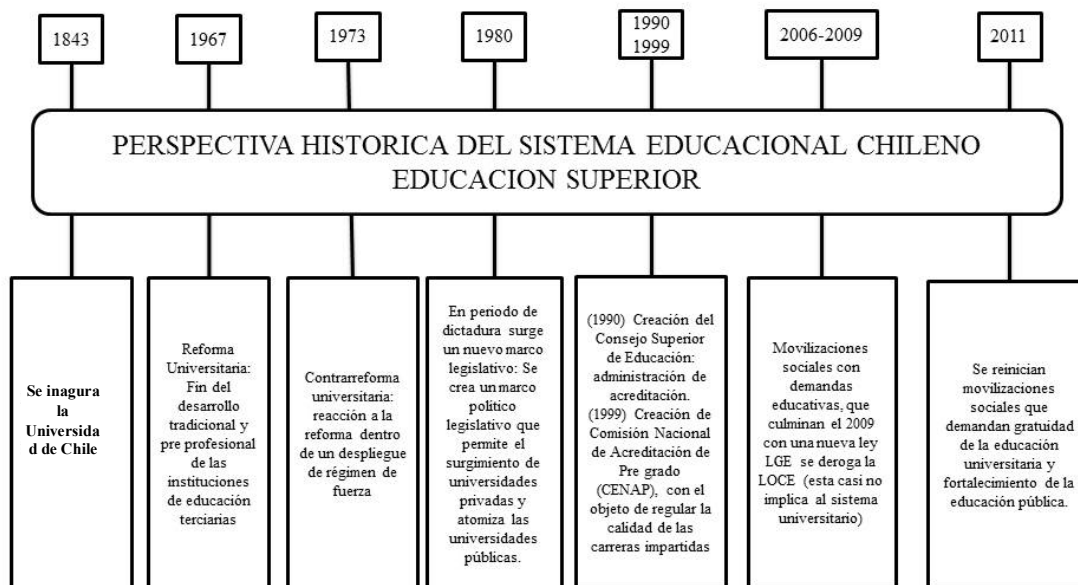 1843
1967
1973
1980
1990
1999
2006-2009
2011
PERSPECTIVA HISTORICA DEL SISTEMA EDUCACIONAL CHILENO
EDUCACION SUPERIOR
Se inagura
la
Universida
d de Chile
Reforma
Universitaria:
Fin del
desarrollo
tradicional y
pre profesional
de las
instituciones
de educación
terciarias
Contrarreforma
universitaria:
reacción a la
reforma dentro
de un despliegue
de régimen de
fuerza
En periodo de
dictadura surge
un nuevo marco
legislativo: Se
crea un marco
político
legislativo que
permite el
surgimiento de
universidades
privadas y
atomiza las
universidades
públicas.
(1990) Creación del
Consejo Superior
de Educación:
administración de
acreditación.
(1999) Creación de
Comisión Nacional
de Acreditación de
Pre grado
(CENAP), con el
objeto de regular la
calidad de las
carreras impartidas
Movilizaciones
sociales con
demandas
educativas, que
culminan el 2009
con una nueva ley
LGE se deroga la
LOCE (esta casi no
implica al sistema
universitario)
Se reinician
movilizaciones
sociales que
demandan gratuidad
de la educación
universitaria y
fortalecimiento de
la educación pública.